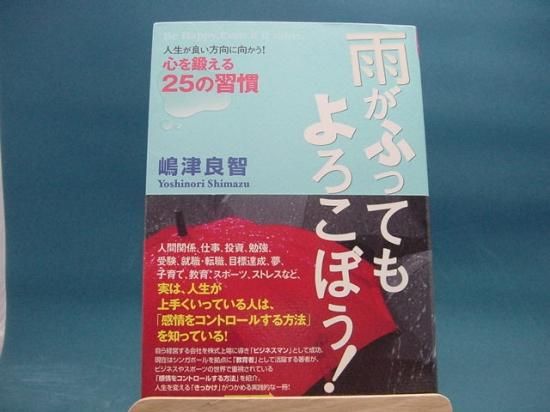 Be Happy, Even if it rains.
人生が良い方向に向かう!
心を鍛える
25の習慣
雨がふっても
よろこぼう!
嶋津良智
Yoshinori Shimazu
人間関係、仕事、投資、勉強、
受験、就職・転職、目標達成、夢、
子育て、教育、スポーツ、ストレスなど、
実は、人生が
上手くいっている人は、
「感情をコントロールする方法」
を知っている!
自ら経営する会社を株式上場に導き「ビジネスマン」として成功。
現在はシンガポールを拠点に「教育者」として活躍する著者が、
ビジネスやスポーツの世界で重視されている
「感情をコントロールする方法」を紹介。
人生を変える「きっかけ」がつかめる実践的な一冊!